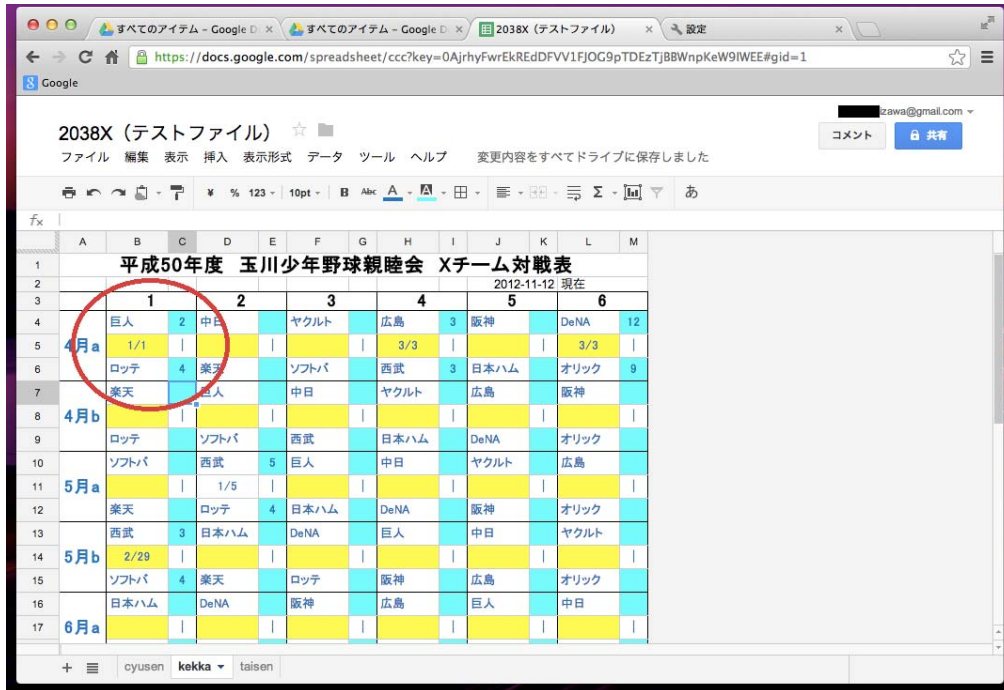 すべてのアイテム - Google D × すべてのアイテム - Google D × 2038X（テストファイル） × 設定 ×
https://docs.google.com/spreadsheet/ccc?key=0AjrhyFwrEkREdDFVV1FJOG9pTDEzTjBBWnpKeW9IWEE#gid=1
8 Google
izawa@gmail.com
2038X（テストファイル）
コメント 共有
ファイル 編集 表示 挿入 表示形式 データ ツール ヘルプ 変更内容をすべてドライブに保存しました
¥ % 123 10pt B Abc A A Σ あ
fx
A B C D E F G H I J K L M
1 平成50年度 玉川少年野球親睦会 Xチーム対戦表
2 2012-11-12 現在
3 1 2 3 4 5 6
4 巨人 2 中日 ヤクルト 広島 3 阪神 DeNA 12
5 4月a 1/1 | | | 3/3 | | 3/3 |
6 ロッテ 4 楽天 ソフトバ 西武 3 日本ハム オリック 9
7 楽天 巨人 中日 ヤクルト 広島 阪神
8 4月b | | | | | |
9 ロッテ ソフトバ 西武 日本ハム DeNA オリック
10 ソフトバ 西武 5 巨人 中日 ヤクルト 広島
11 5月a | 1/5 | | | | |
12 楽天 ロッテ 4 日本ハム DeNA 阪神 オリック
13 西武 3 日本ハム DeNA 巨人 中日 ヤクルト
14 5月b 2/29 | | | | | |
15 ソフトバ 4 楽天 ロッテ 阪神 広島 オリック
16 日本ハム DeNA 阪神 広島 巨人 中日
17 6月a | | | | | |
+ cyusen kekka taisen